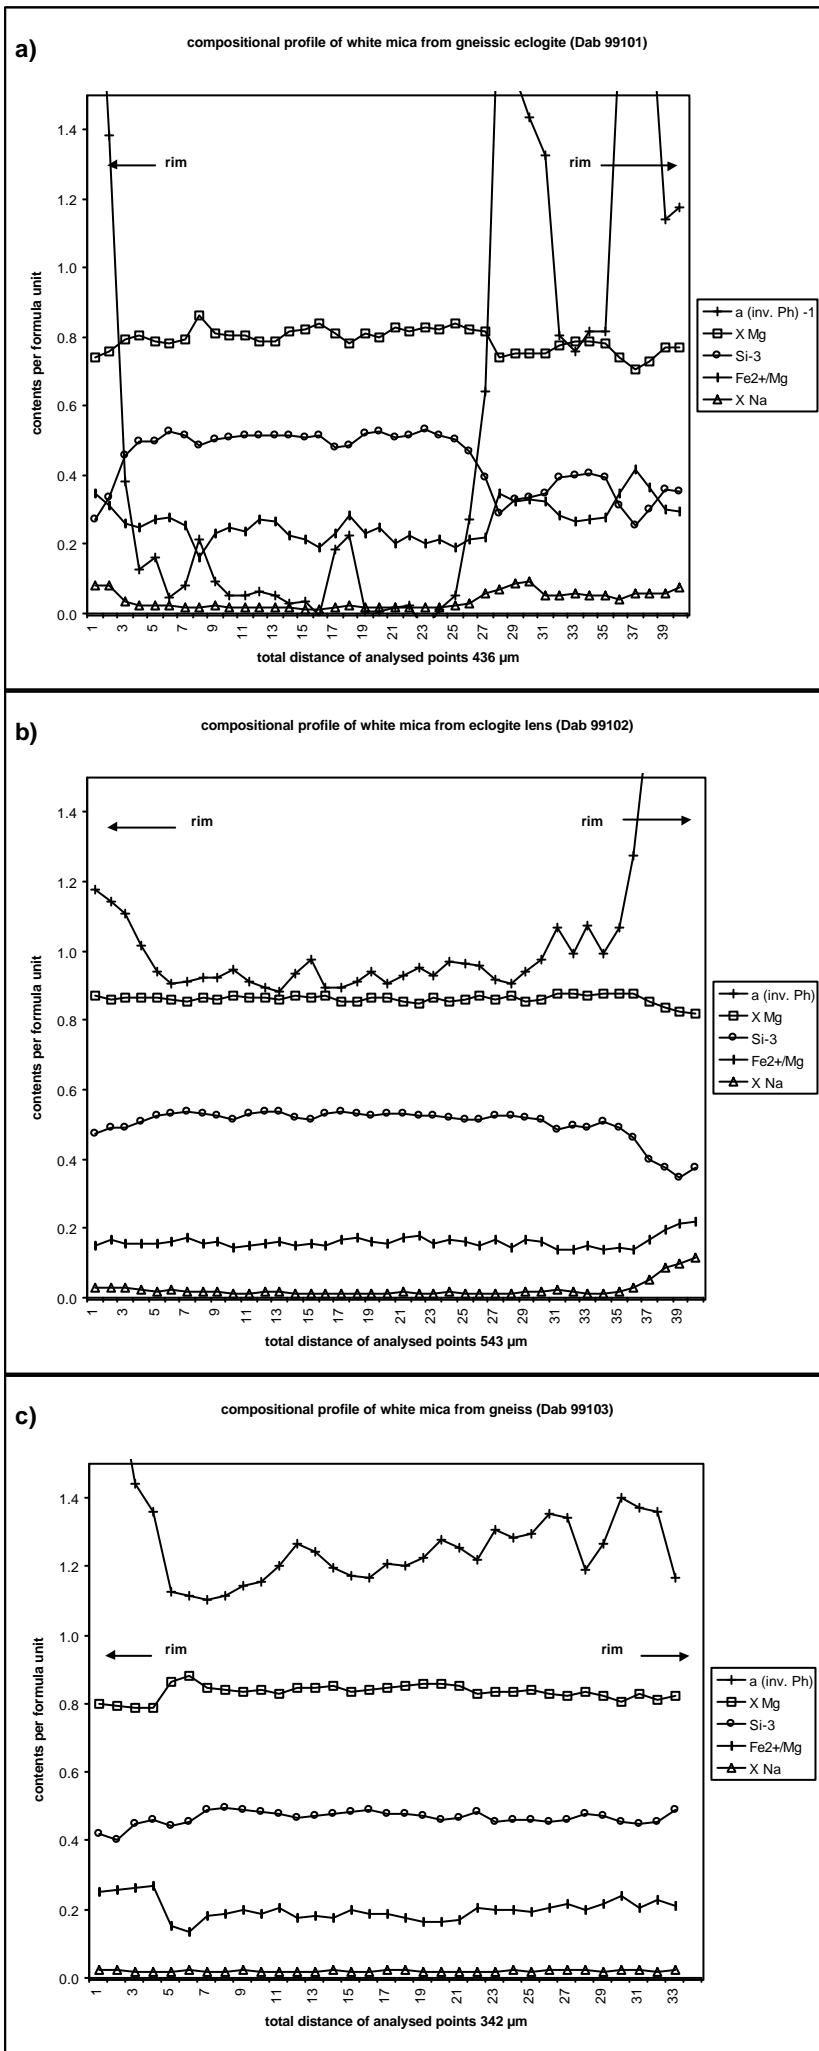 a)
compositional profile of white mica from gneissic eclogite (Dab 99101)
contents per formula unit
1.4
1.2
1.0
0.8
0.6
0.4
0.2
0.0
rim
rim
1 3 5 7 9 11 13 15 17 19 21 23 25 27 29 31 33 35 37 39
total distance of analysed points 436 µm
a (inv. Ph) -1
X Mg
Si-3
Fe2+/Mg
X Na
b)
compositional profile of white mica from eclogite lens (Dab 99102)
contents per formula unit
1.4
1.2
1.0
0.8
0.6
0.4
0.2
0.0
rim
rim
1 3 5 7 9 11 13 15 17 19 21 23 25 27 29 31 33 35 37 39
total distance of analysed points 543 µm
a (inv. Ph)
X Mg
Si-3
Fe2+/Mg
X Na
c)
compositional profile of white mica from gneiss (Dab 99103)
contents per formula unit
1.4
1.2
1.0
0.8
0.6
0.4
0.2
0.0
rim
rim
1 3 5 7 9 11 13 15 17 19 21 23 25 27 29 31 33
total distance of analysed points 342 µm
a (inv. Ph)
X Mg
Si-3
Fe2+/Mg
X Na